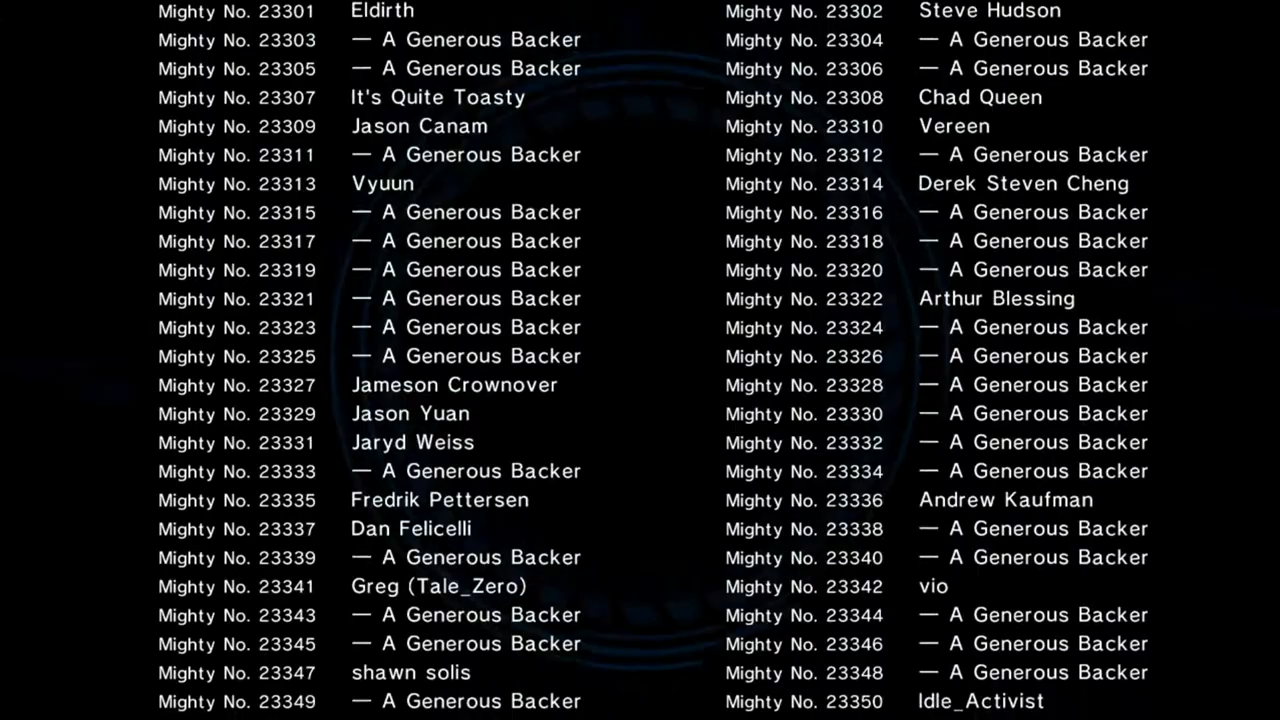 Mighty No. 23301 Eldirth Mighty No. 23302 Steve Hudson
Mighty No. 23303 — A Generous Backer Mighty No. 23304 — A Generous Backer
Mighty No. 23305 — A Generous Backer Mighty No. 23306 — A Generous Backer
Mighty No. 23307 It's Quite Toasty Mighty No. 23308 Chad Queen
Mighty No. 23309 Jason Canam Mighty No. 23310 Vereen
Mighty No. 23311 — A Generous Backer Mighty No. 23312 — A Generous Backer
Mighty No. 23313 Vyuun Mighty No. 23314 Derek Steven Cheng
Mighty No. 23315 — A Generous Backer Mighty No. 23316 — A Generous Backer
Mighty No. 23317 — A Generous Backer Mighty No. 23318 — A Generous Backer
Mighty No. 23319 — A Generous Backer Mighty No. 23320 — A Generous Backer
Mighty No. 23321 — A Generous Backer Mighty No. 23322 Arthur Blessing
Mighty No. 23323 — A Generous Backer Mighty No. 23324 — A Generous Backer
Mighty No. 23325 — A Generous Backer Mighty No. 23326 — A Generous Backer
Mighty No. 23327 Jameson Crownover Mighty No. 23328 — A Generous Backer
Mighty No. 23329 Jason Yuan Mighty No. 23330 — A Generous Backer
Mighty No. 23331 Jaryd Weiss Mighty No. 23332 — A Generous Backer
Mighty No. 23333 — A Generous Backer Mighty No. 23334 — A Generous Backer
Mighty No. 23335 Fredrik Pettersen Mighty No. 23336 Andrew Kaufman
Mighty No. 23337 Dan Felicelli Mighty No. 23338 — A Generous Backer
Mighty No. 23339 — A Generous Backer Mighty No. 23340 — A Generous Backer
Mighty No. 23341 Greg (Tale_Zero) Mighty No. 23342 vio
Mighty No. 23343 — A Generous Backer Mighty No. 23344 — A Generous Backer
Mighty No. 23345 — A Generous Backer Mighty No. 23346 — A Generous Backer
Mighty No. 23347 shawn solis Mighty No. 23348 — A Generous Backer
Mighty No. 23349 — A Generous Backer Mighty No. 23350 Idle_Activist